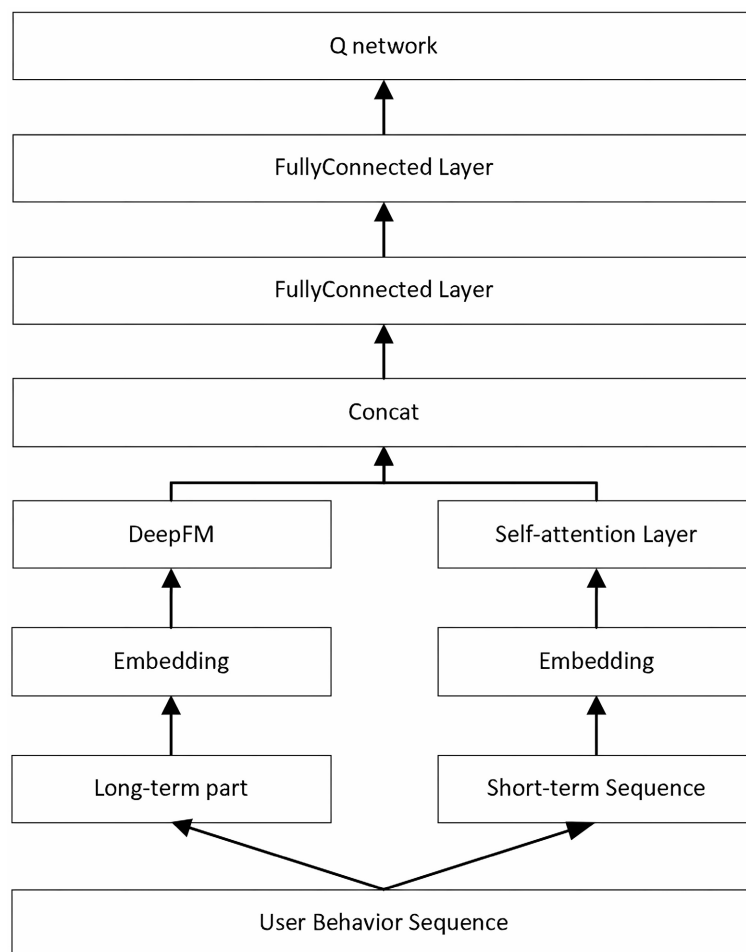 Q network
FullyConnected Layer
FullyConnected Layer
Concat
DeepFM
Self-attention Layer
Embedding
Embedding
Long-term part
Short-term Sequence
User Behavior Sequence